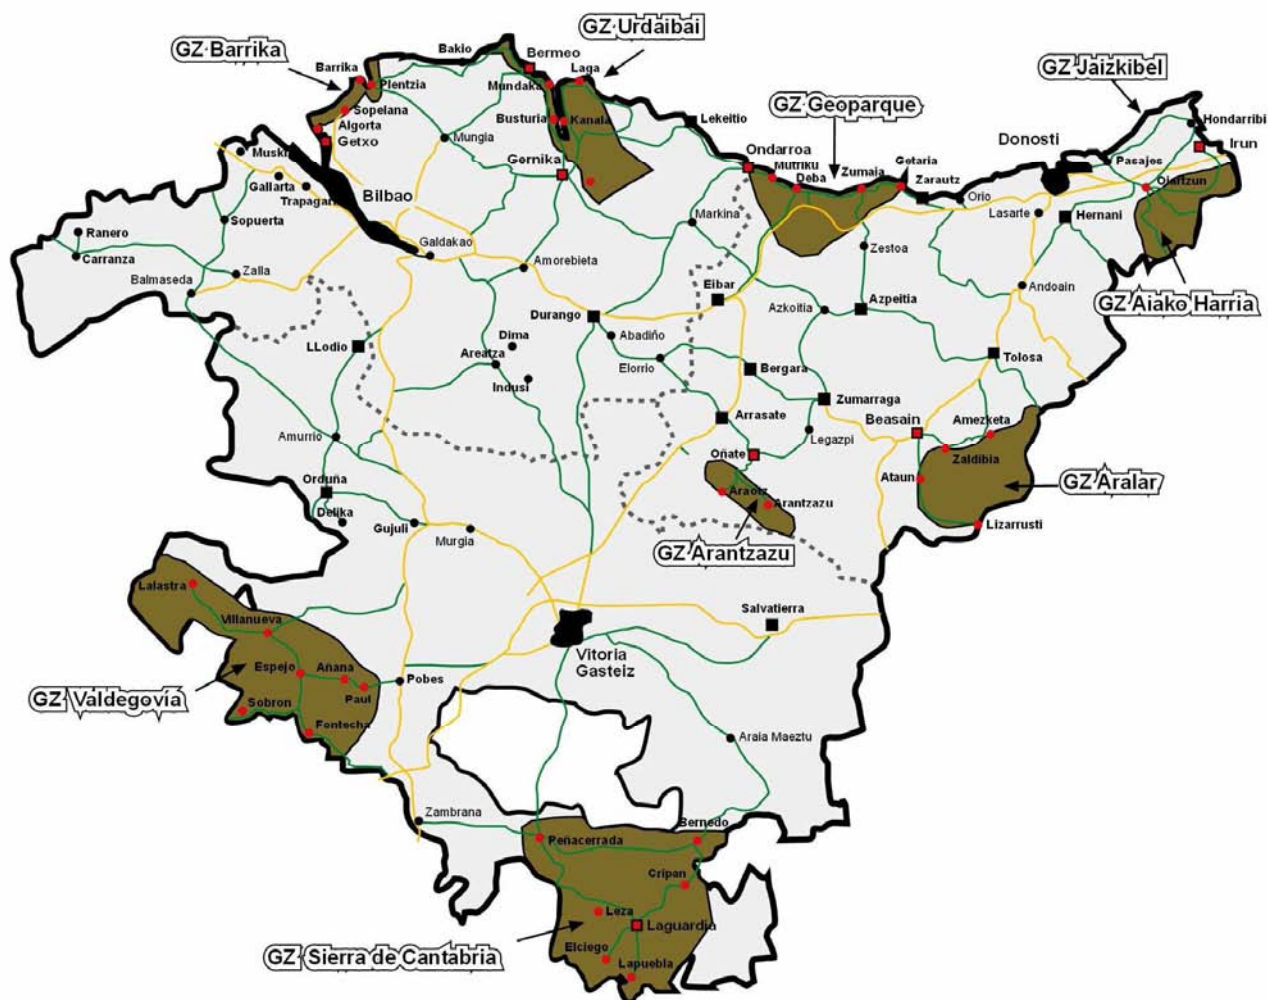 GZ Urdaibai
GZ Barrika
Bakio
Bermeo
Laga
GZ Jaizkibel
Barrika
Plentzia
Mundaka
GZ Geoparque
Sopelana
Busturia
Kanala
Lekeitio
Hondarribi
Algorta
Getxo
Mungia
Donosti
Irun
Muski
Gernika
Ondarroa
Mutriku
Deba
Zumaia
Getaria
Zarautz
Pasajes
Oiartzun
Gallarta
Trapagar
Bilbao
Orio
Lasarte
Hernani
Sopuerta
Markina
Ranero
Carranza
Galdakao
Zestoa
Balmaseda
Zalla
Amorebieta
Eibar
Azkoitia
Azpeitia
Andoain
GZ Aiako Harria
Durango
Abadiño
LLodio
Dima
Areatza
Indusi
Elorrio
Bergara
Tolosa
Zumarraga
Amurrio
Arrasate
Legazpi
Beasain
Amezketa
Oñate
Zaldibia
Orduña
Delika
Gujuli
Murgia
Araotz
Arantzazu
Ataun
GZ Aralar
Lizarrusti
GZ Arantzazu
Lalastra
Villanueva
Salvatierra
Vitoria
Gasteiz
Espejo
Añana
Paul
Pobes
GZ Valdegovía
Sobron
Fontecha
Araia Maeztu
Zambrana
Peñacerrada
Bernedo
Cripan
Leza
Laguardia
GZ Sierra de Cantabria
Elciego
Lapuebla